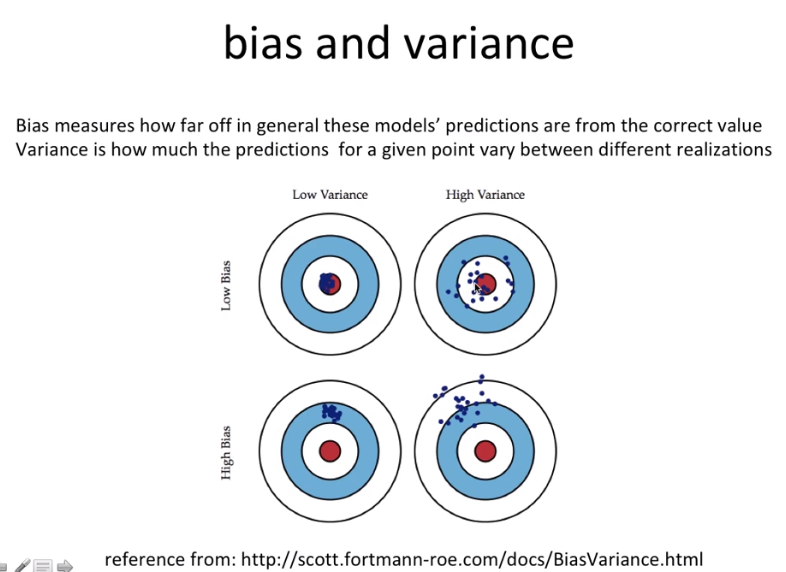 bias and variance
Bias measures how far off in general these models' predictions are from the correct value
Variance is how much the predictions for a given point vary between different realizations
Low Variance
High Variance
Low Bias
High Bias
reference from: http://scott.fortmann-roe.com/docs/BiasVariance.html